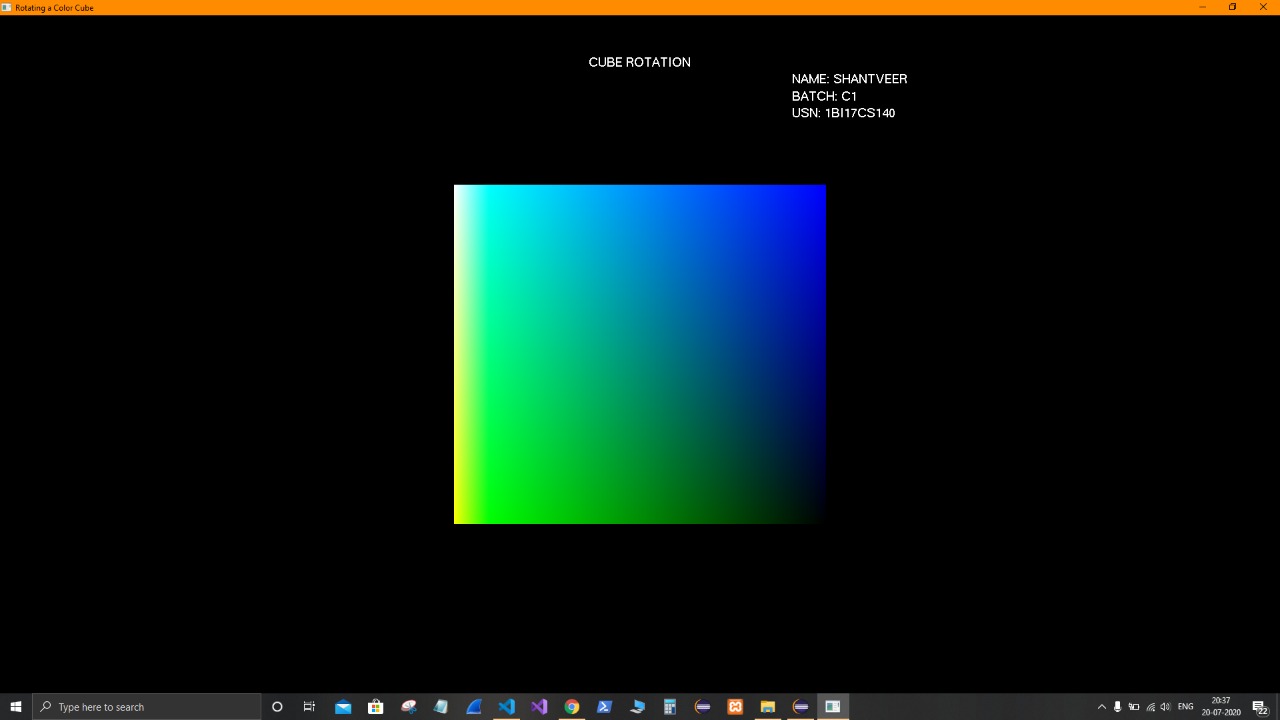 Rotating a Color Cube
CUBE ROTATION
NAME: SHANTVEER
BATCH: C1
USN: 1BI17CS140
Type here to search
ENG
20:37
20-07-2020